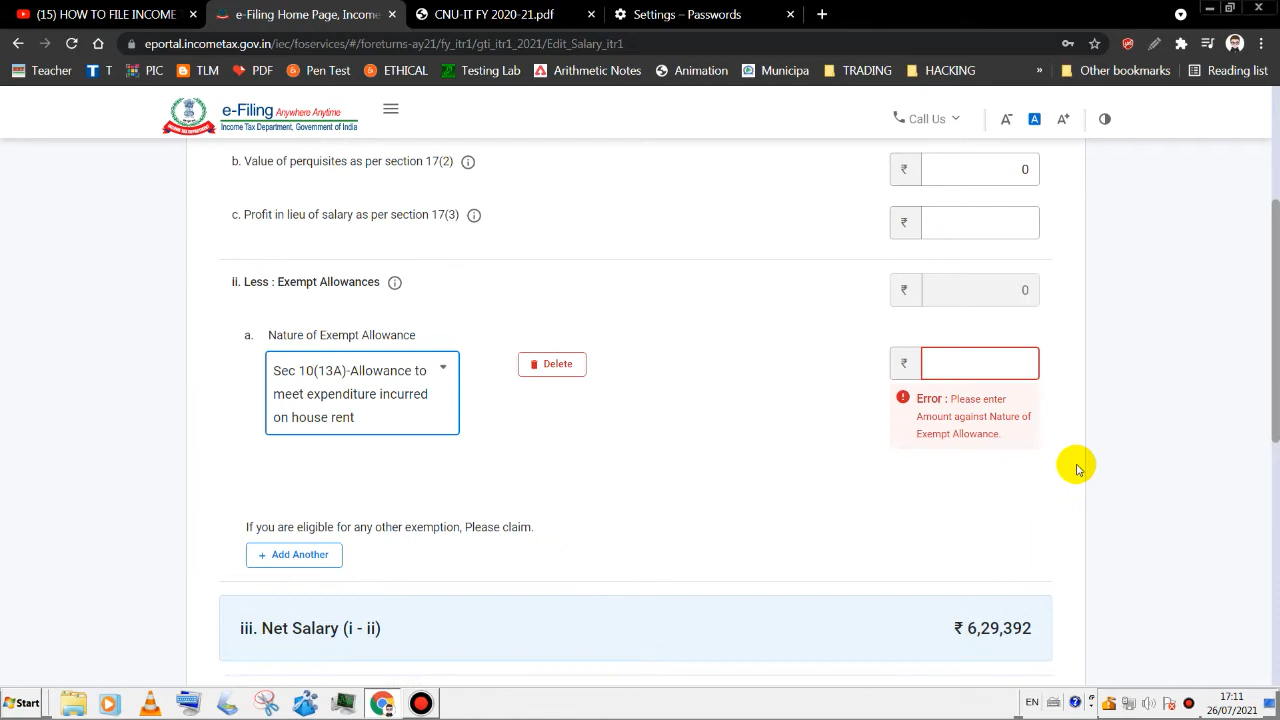 (15) HOW TO FILE INCOME
e-Filing Home Page, Income
CNU-IT FY 2020-21.pdf
Settings – Passwords
eportal.incometax.gov.in/iec/foservices/#/foreturns-ay21/fy_itr1/gti_itr1_2021/Edit_Salary_itr1
Teacher
T
PIC
TLM
PDF
Pen Test
ETHICAL
Testing Lab
Arithmetic Notes
Animation
Municipa
TRADING
HACKING
»
Other bookmarks
Reading list
e-Filing Anywhere Anytime
Income Tax Department, Government of India
Call Us
A
A
A
b. Value of perquisites as per section 17(2)
₹ 0
c. Profit in lieu of salary as per section 17(3)
₹
ii. Less : Exempt Allowances
₹ 0
a. Nature of Exempt Allowance
Sec 10(13A)-Allowance to
meet expenditure incurred
on house rent
Delete
₹
Error : Please enter
Amount against Nature of
Exempt Allowance.
If you are eligible for any other exemption, Please claim.
+ Add Another
iii. Net Salary (i - ii)
₹ 6,29,392
Start
EN
17:11
26/07/2021